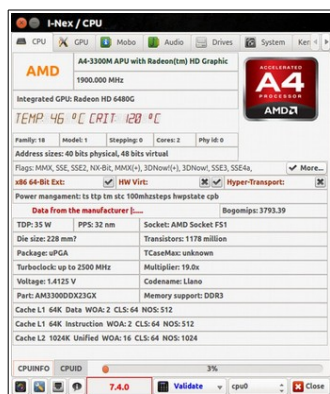 I-Nex / CPU
CPU GPU Mobo Audio Drives System Ker
AMD
A4-3300M APU with Radeon(tm) HD Graphic
1900.000 MHz
Integrated GPU: Radeon HD 6480G
ACCELERATED
A4
PROCESSOR
AMD
TEMP: 46 °C CRIT: 120 °C
Family: 18 Model: 1 Stepping: 0 Cores: 2 Phy id: 0
Address sizes: 40 bits physical, 48 bits virtual
Flags: MMX, SSE, SSE2, NX-Bit, MMX(+), 3DNow!(+), 3DNow!, SSE3, SSE4a, More...
x86 64-Bit Ext: HW Virt: Hyper-Transport:
Power mangament: ts ttp tm stc 100mhzsteps hwpstate cpb
Data from the manufacturer |:.... Bogomips: 3793.39
TDP: 35 W Socket: AMD Socket FS1
Die size: 228 mm? Transistors: 1178 million
Package: uPGA TCaseMax: unknown
Turboclock: up to 2500 MHz Multiplier: 19.0x
Voltage: 1.4125 V Codename: Llano
Part: AM3300DDX23GX Memory support: DDR3
Cache L1 64K Data WOA: 2 CLS: 64 NOS: 512
Cache L1 64K Instruction WOA: 2 CLS: 64 NOS: 512
Cache L2 1024K Unified WOA: 16 CLS: 64 NOS: 1024
CPUINFO CPUID 3%
7.4.0 Validate cpu0 Close